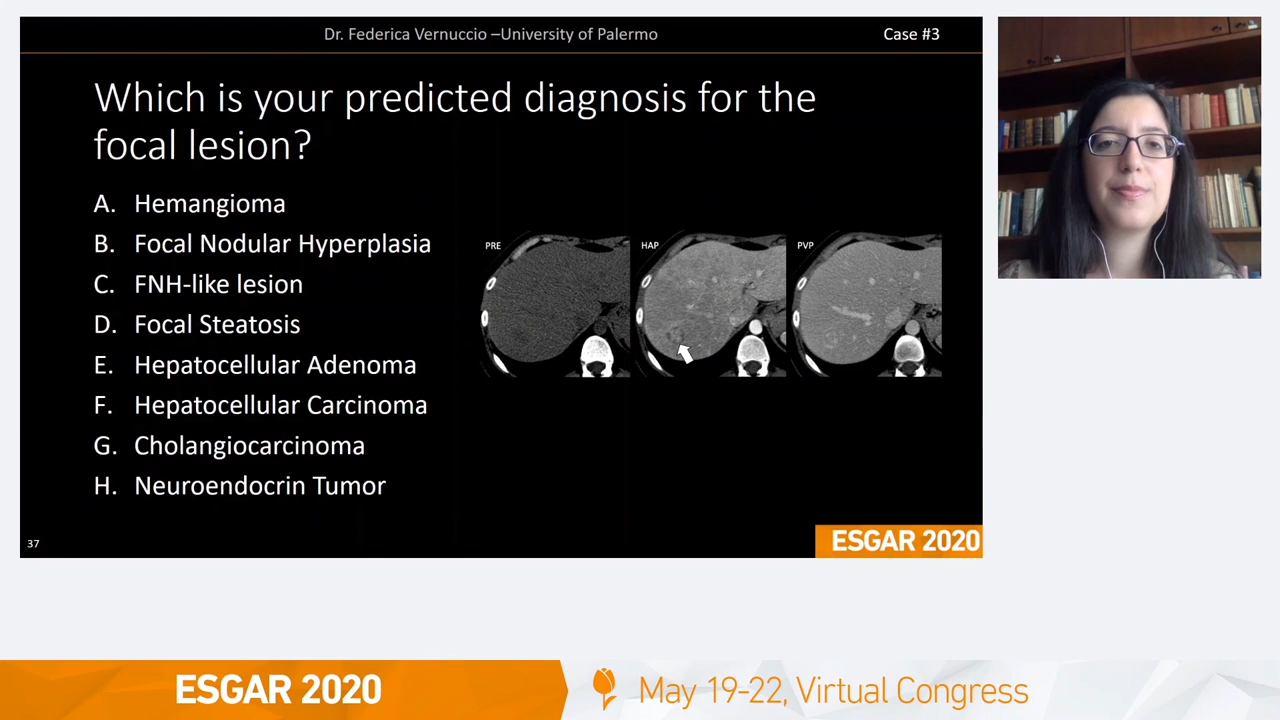 Dr. Federica Vernuccio –University of Palermo
Case #3
Which is your predicted diagnosis for the
focal lesion?
A. Hemangioma
B. Focal Nodular Hyperplasia
C. FNH-like lesion
D. Focal Steatosis
E. Hepatocellular Adenoma
F. Hepatocellular Carcinoma
G. Cholangiocarcinoma
H. Neuroendocrin Tumor
PRE
HAP
PVP
37
ESGAR 2020
ESGAR 2020
May 19-22, Virtual Congress